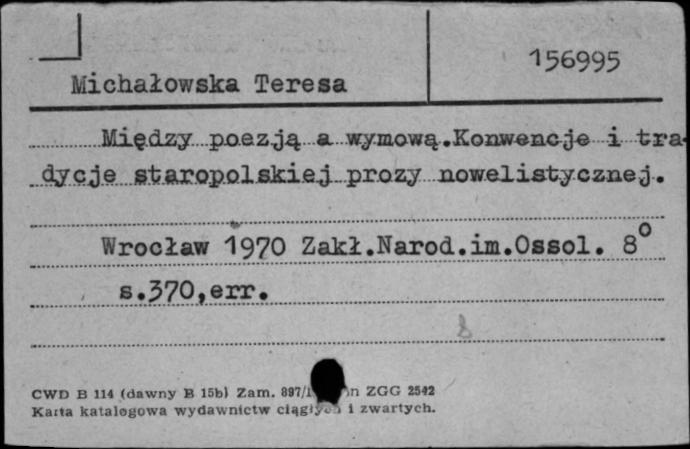 156995
Michałowska Teresa
Między poezją a wymową.Konwencje i tra-
dycje staropolskiej prozy nowelistycznej.
Wrocław 1970 Zakł.Narod.im.Ossol. 8°
s.370,err.
8
CWD B 114 (dawny B 15b) Zam. 897/ ZGG 2542
Karta katalogowa wydawnictw ciągłych i zwartych.